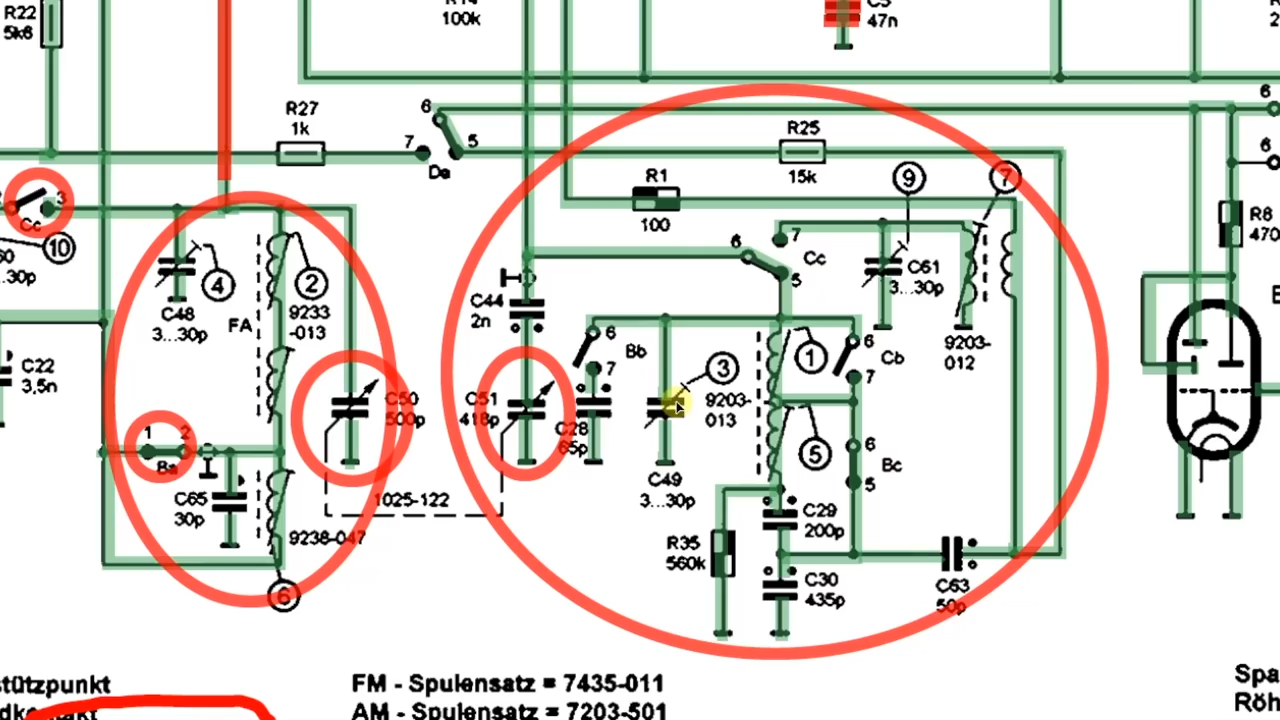 R22
5k6
100k
47n
R27
1k
6
7
5
Da
R25
15k
6
6
3
Cc
10
..30p
4
C48
3...30p
FA
2
9233
-013
R1
100
6
7
Cc
5
9
C61
3...30p
7
9203-
012
R8
470
C44
2n
6
Bb
7
3
9203-
013
1
6
Cb
7
C22
3,5n
C50
500p
C51
418p
C28
65p
C49
3...30p
5
6
Bc
5
1
2
Ba
C65
30p
1025-122
9238-047
6
R35
560k
C29
200p
C30
435p
C63
50p
tützpunkt
FM - Spulensatz = 7435-011
AM - Spulensatz = 7203-501
Spa
Röh